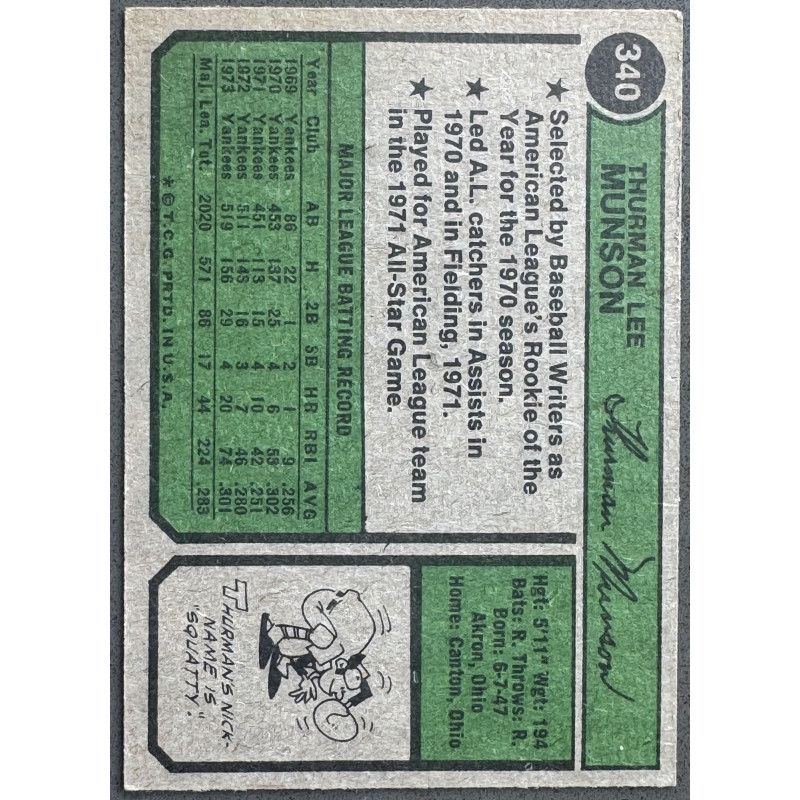 340
THURMAN LEE
MUNSON
Thurman Munson
★ Selected by Baseball Writers as
American League's Rookie of the
Year for the 1970 season.
★ Led A.L. catchers in Assists in
1970 and in Fielding, 1971.
★ Played for American League team
in the 1971 All-Star Game.
Hgt: 5'11" Wgt: 194
Bats: R. Throws: R.
Born: 6-7-47
Akron, Ohio
Home: Canton, Ohio
MAJOR LEAGUE BATTING RECORD
Year Club AB H 2B SB HR RBI AVG
1969 Yankees 86 22 1 2 1 9 .256
1970 Yankees 453 137 25 4 6 53 .302
1971 Yankees 451 113 15 4 10 42 .251
1972 Yankees 511 143 16 3 7 46 .280
1973 Yankees 519 156 29 4 20 74 .301
Maj. Lea. Tot. 2020 571 86 17 44 224 .283
* © T.C.G. PRTD. IN U.S.A.
THURMAN'S NICK-
NAME IS
"SQUATTY."